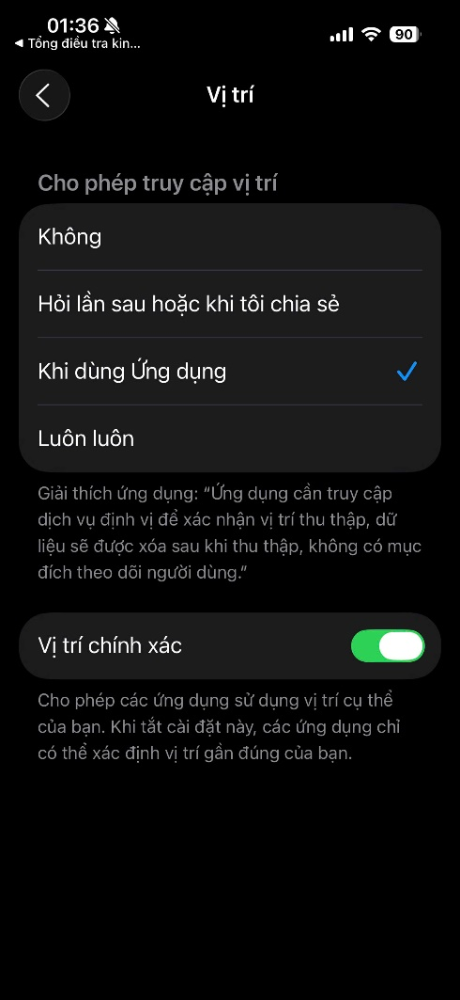 01:36
90
◀ Tổng điều tra kin...
Vị trí
Cho phép truy cập vị trí
Không
Hỏi lần sau hoặc khi tôi chia sẻ
Khi dùng Ứng dụng
Luôn luôn
Giải thích ứng dụng: “Ứng dụng cần truy cập
dịch vụ định vị để xác nhận vị trí thu thập, dữ
liệu sẽ được xóa sau khi thu thập, không có mục
đích theo dõi người dùng.”
Vị trí chính xác
Cho phép các ứng dụng sử dụng vị trí cụ thể
của bạn. Khi tắt cài đặt này, các ứng dụng chỉ
có thể xác định vị trí gần đúng của bạn.